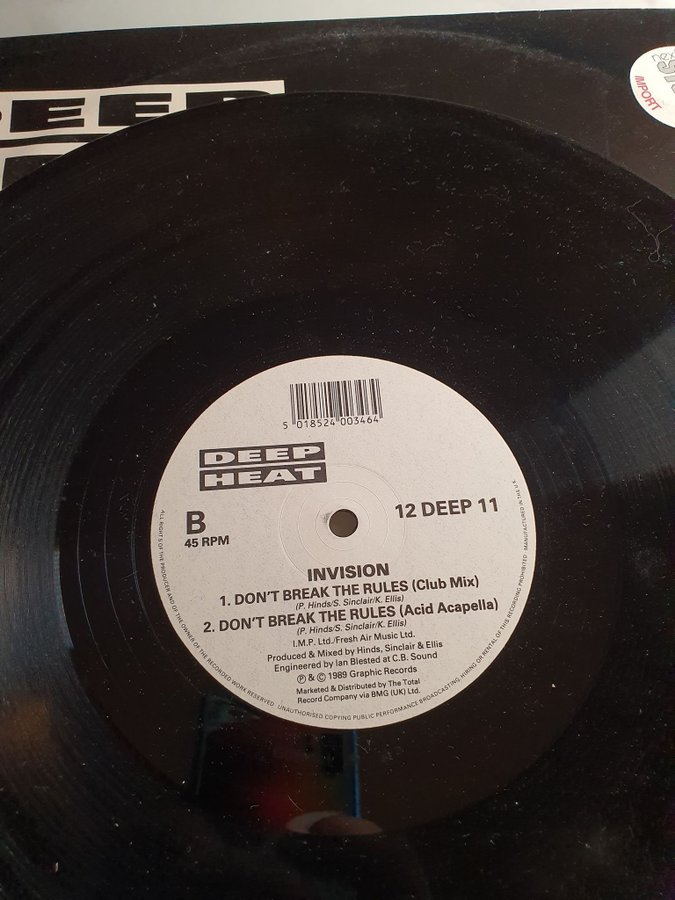 DEEP
IMPORT
5 018524 003464
DEEP
HEAT
B
45 RPM
12 DEEP 11
INVISION
1. DON'T BREAK THE RULES (Club Mix)
(P. Hinds/S. Sinclair/K. Ellis)
2. DON'T BREAK THE RULES (Acid Acapella)
(P. Hinds/S. Sinclair/K. Ellis)
I.M.P. Ltd./Fresh Air Music Ltd.
Produced & Mixed by Hinds, Sinclair & Ellis
Engineered by Ian Blested at C.B. Sound
Ⓟ & © 1989 Graphic Records
Marketed & Distributed by The Total
Record Company via BMG (UK) Ltd.
ALL RIGHTS OF THE PRODUCER AND OF THE OWNER OF THE RECORDED WORK RESERVED. UNAUTHORISED COPYING PUBLIC PERFORMANCE BROADCASTING, HIRING OR RENTAL OF THIS RECORDING PROHIBITED. MANUFACTURED IN THE U.K.